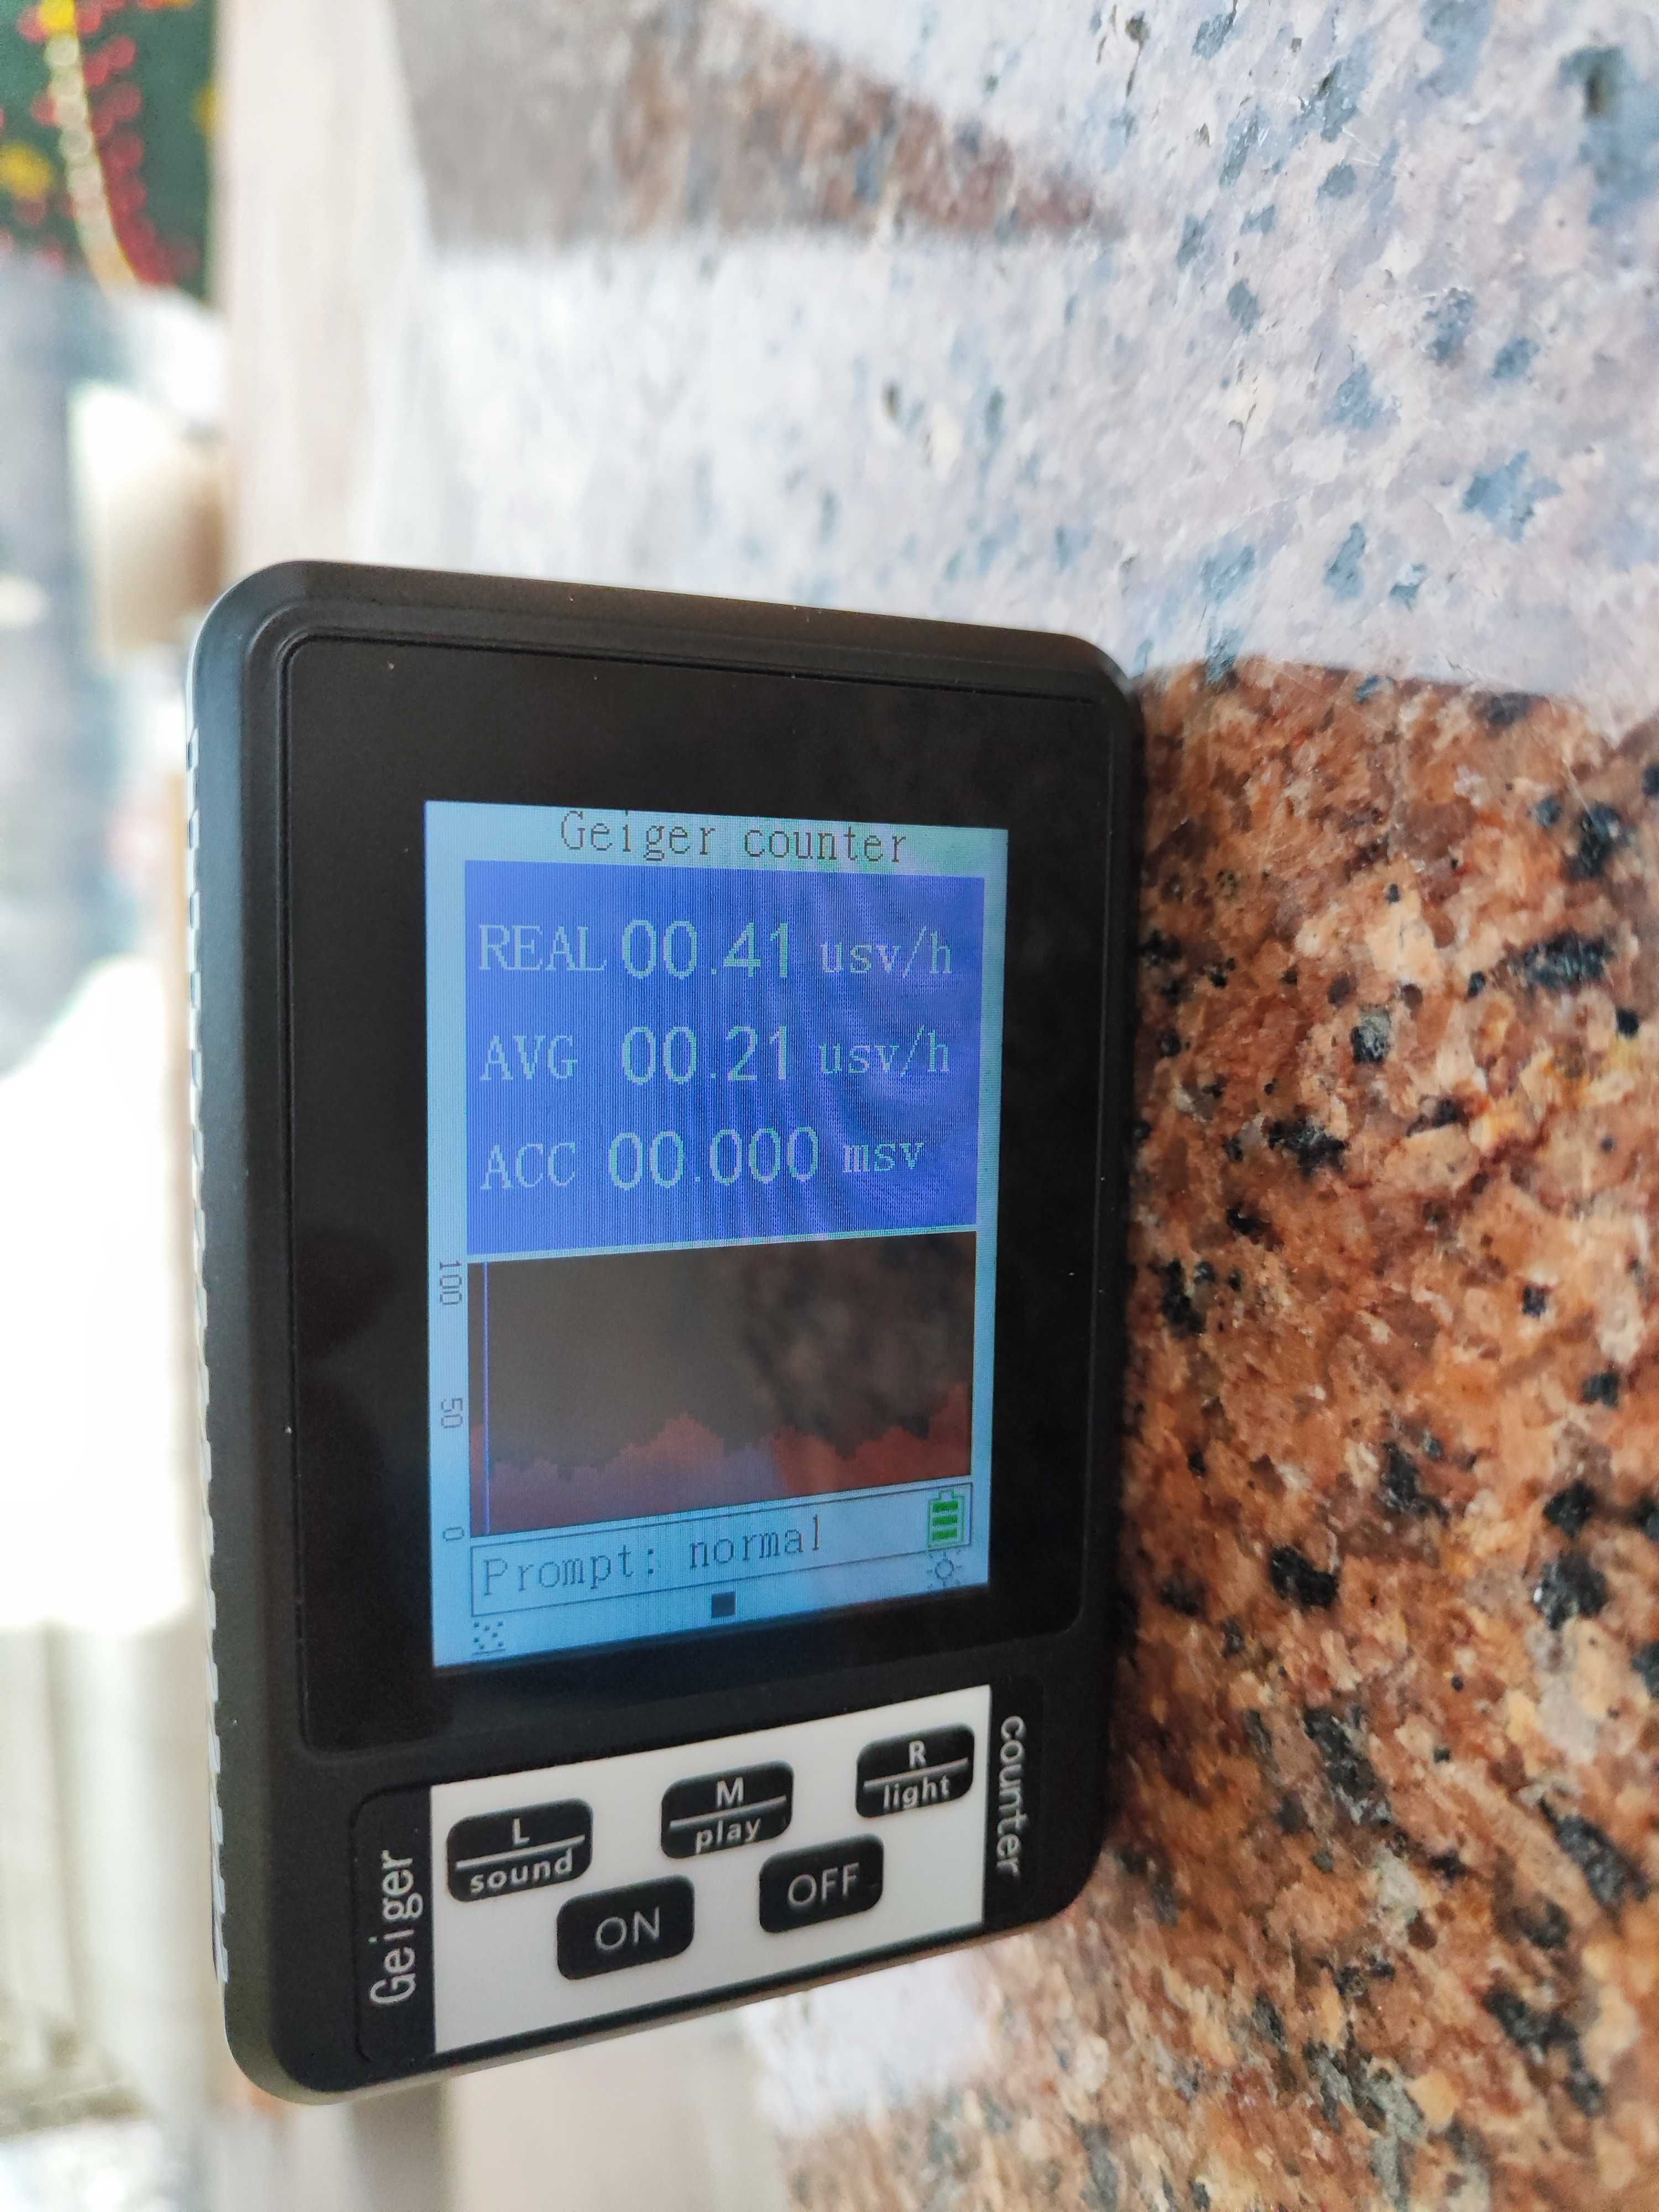 Geiger counter
REAL 00.41 usv/h
AVG 00.21 usv/h
ACC 00.000 msv
100
50
0
Prompt: normal
L
sound
M
play
R
light
ON
OFF
Geiger
counter